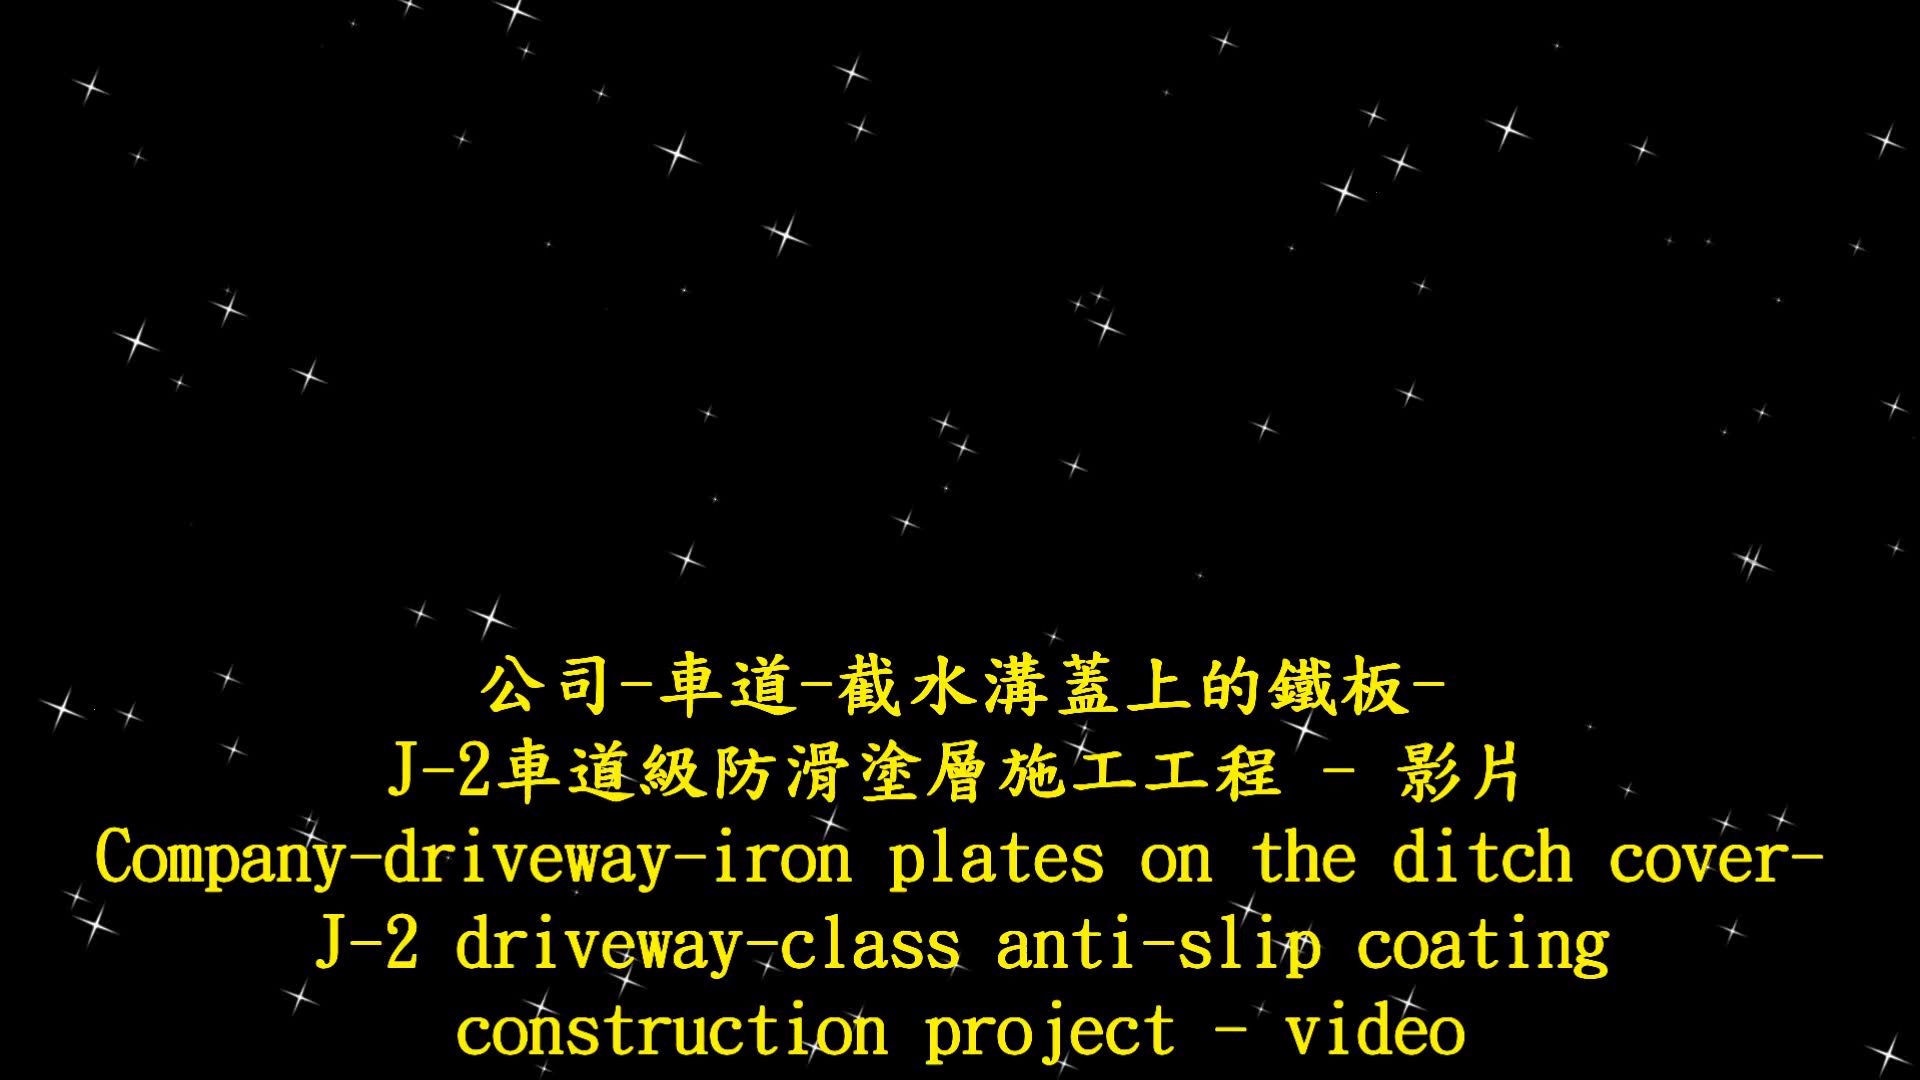 公司-車道-截水溝蓋上的鐵板-
J-2車道級防滑塗層施工工程 - 影片
Company-driveway-iron plates on the ditch cover-
J-2 driveway-class anti-slip coating
construction project - video